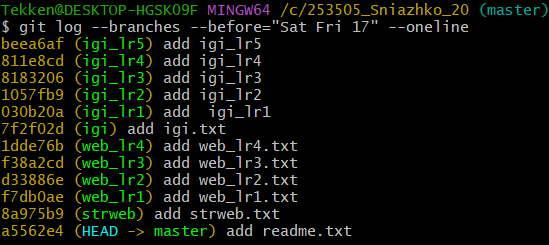 Tekken@DESKTOP-HGSK09F MINGW64 /c/253505_Sniazhko_20 (master)
$ git log --branches --before="Sat Fri 17" --oneline
beea6af (igi_lr5) add igi_lr5
811e8cd (igi_lr4) add igi_lr4
8183206 (igi_lr3) add igi_lr3
1057fb9 (igi_lr2) add igi_lr2
030b20a (igi_lr1) add  igi_lr1
7f2f02d (igi) add igi.txt
1dde76b (web_lr4) add web_lr4.txt
f38a2cd (web_lr3) add web_lr3.txt
d33886e (web_lr2) add web_lr2.txt
f7db0ae (web_lr1) add web_lr1.txt
8a975b9 (strweb) add strweb.txt
a5562e4 (HEAD -> master) add readme.txt